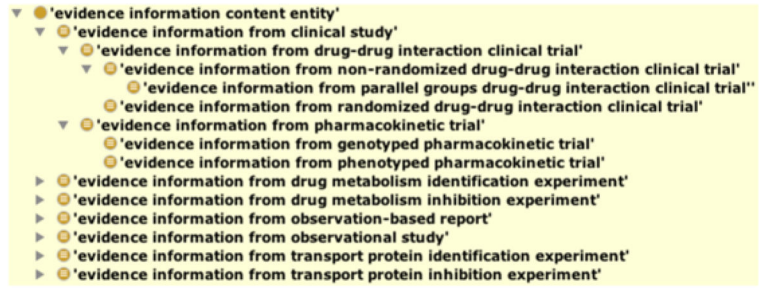 'evidence information content entity'
'evidence information from clinical study'
'evidence information from drug-drug interaction clinical trial'
'evidence information from non-randomized drug-drug interaction clinical trial'
'evidence information from parallel groups drug-drug interaction clinical trial''
'evidence information from randomized drug-drug interaction clinical trial'
'evidence information from pharmacokinetic trial'
'evidence information from genotyped pharmacokinetic trial'
'evidence information from phenotyped pharmacokinetic trial'
'evidence information from drug metabolism identification experiment'
'evidence information from drug metabolism inhibition experiment'
'evidence information from observation-based report'
'evidence information from observational study'
'evidence information from transport protein identification experiment'
'evidence information from transport protein inhibition experiment'